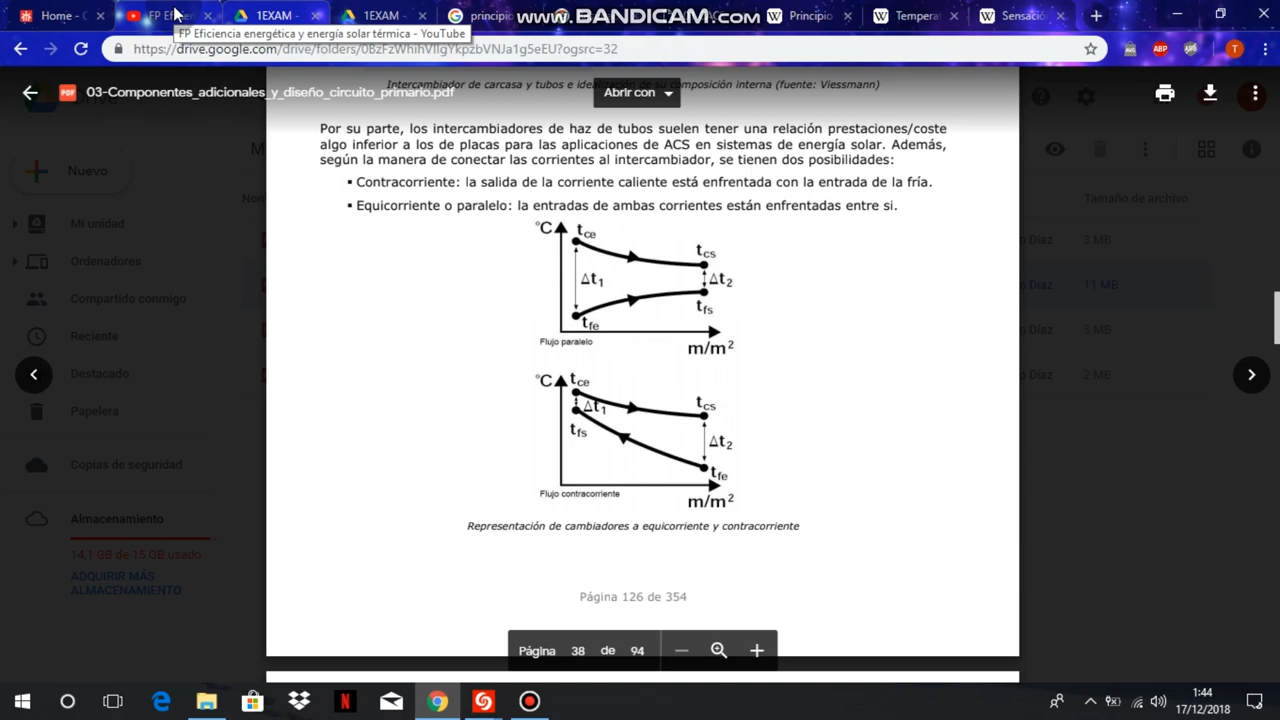 Home -
FP Eficien
1EXAM -
1EXAM -
principio
www.BANDICAM.com
Principio
Temperat
Sensació
FP Eficiencia energética y energía solar térmica - YouTube
https://drive.google.com/drive/folders/0BzFzWhihVIlgYkpzbVNJa1g5eEU?ogsrc=32
Intercambiador de carcasa y tubos e idealización de su composición interna (fuente: Viessmann)
03-Componentes_adicionales_y_diseño_circuito_primario.pdf
Abrir con
Por su parte, los intercambiadores de haz de tubos suelen tener una relación prestaciones/coste
algo inferior a los de placas para las aplicaciones de ACS en sistemas de energía solar. Además,
según la manera de conectar las corrientes al intercambiador, se tienen dos posibilidades:
▪ Contracorriente: la salida de la corriente caliente está enfrentada con la entrada de la fría.
▪ Equicorriente o paralelo: la entradas de ambas corrientes están enfrentadas entre si.
Nuevo
Mi unidad
Ordenadores
Compartido conmigo
Reciente
Destacado
Papelera
Copias de seguridad
Almacenamiento
14,1 GB de 15 GB usado
ADQUIRIR MÁS
ALMACENAMIENTO
°C
tce
tcs
Δt1
Δt2
tfs
tfe
Flujo paralelo
m/m²
°C
tce
Δt1
tcs
tfs
Δt2
tfe
Flujo contracorriente
m/m²
Representación de cambiadores a equicorriente y contracorriente
Página 126 de 354
Página 38 de 94
Tamaño de archivo
Diaz 3 MB
Diaz 11 MB
Diaz 5 MB
Diaz 2 MB
1:44
17/12/2018